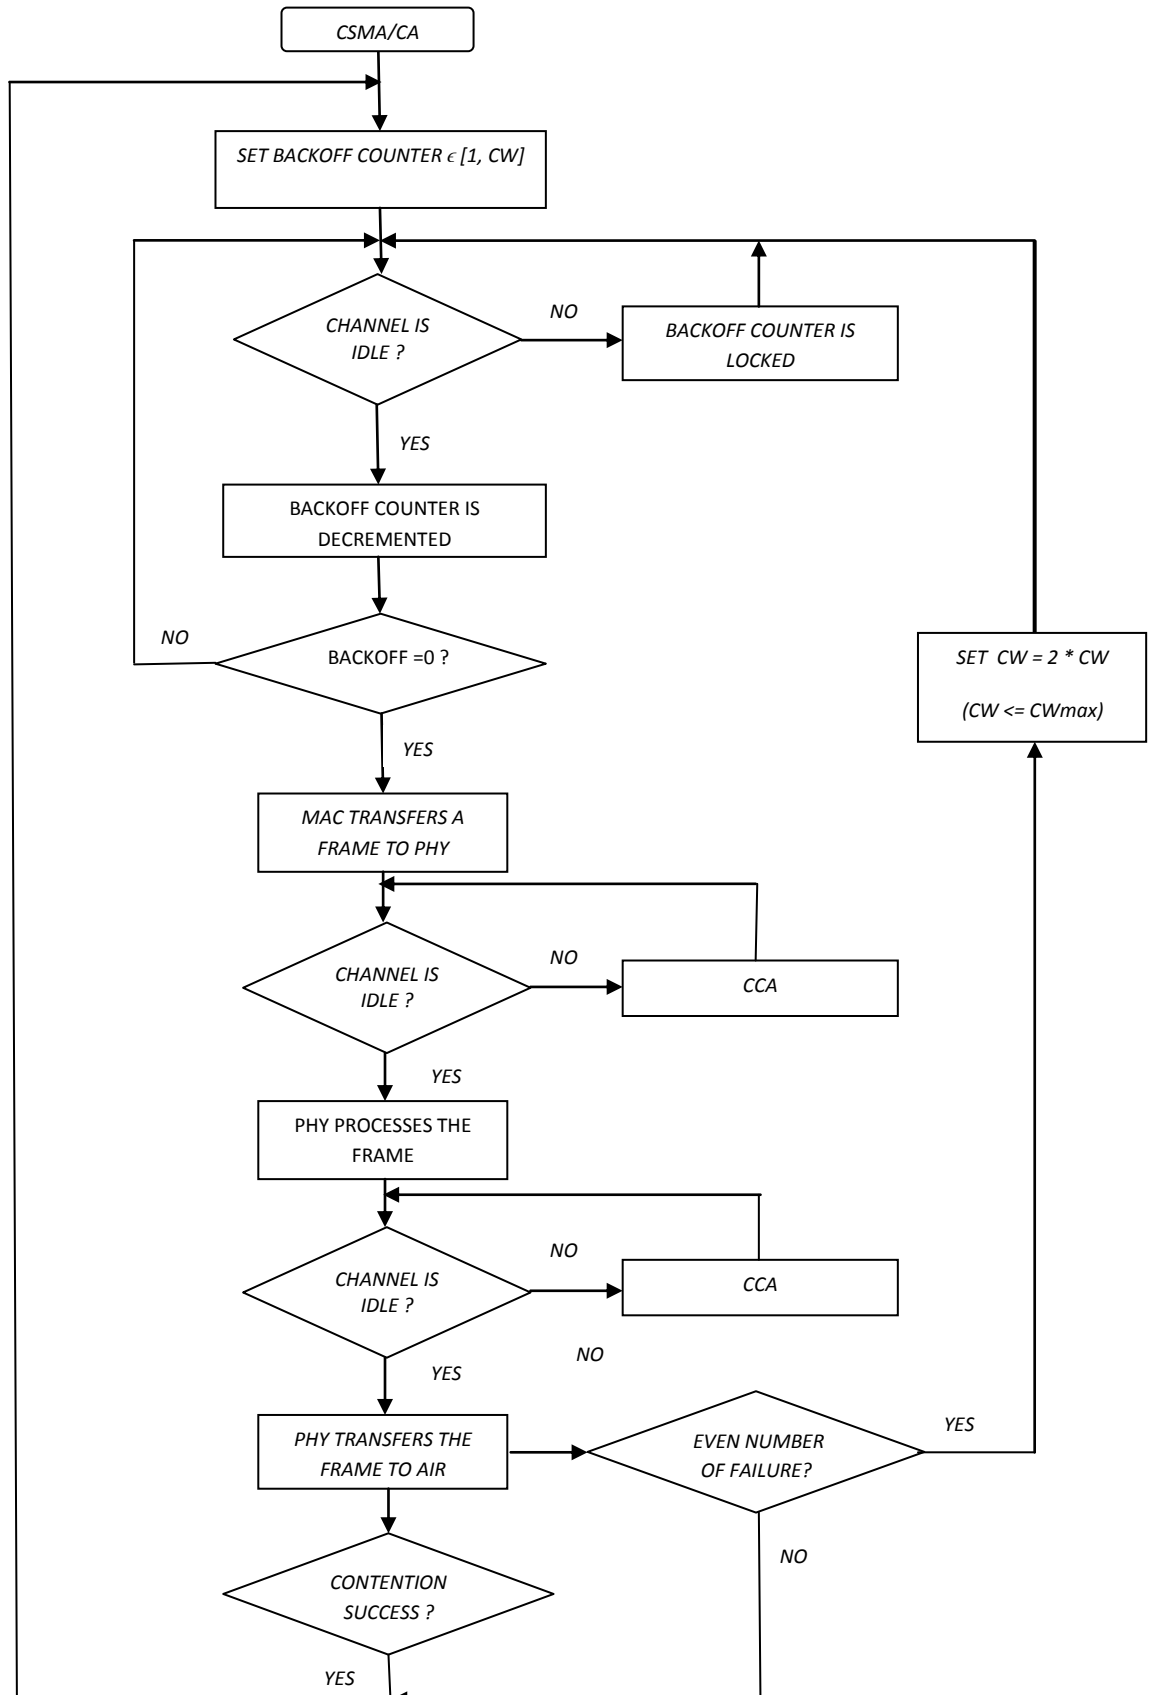 CSMA/CA
SET BACKOFF COUNTER ϵ [1, CW]
CHANNEL IS
IDLE ?
NO
BACKOFF COUNTER IS
LOCKED
YES
BACKOFF COUNTER IS
DECREMENTED
NO
BACKOFF =0 ?
SET CW = 2 * CW
(CW <= CWmax)
YES
MAC TRANSFERS A
FRAME TO PHY
CHANNEL IS
IDLE ?
NO
CCA
YES
PHY PROCESSES THE
FRAME
CHANNEL IS
IDLE ?
NO
CCA
NO
YES
PHY TRANSFERS THE
FRAME TO AIR
EVEN NUMBER
OF FAILURE?
YES
NO
CONTENTION
SUCCESS ?
YES